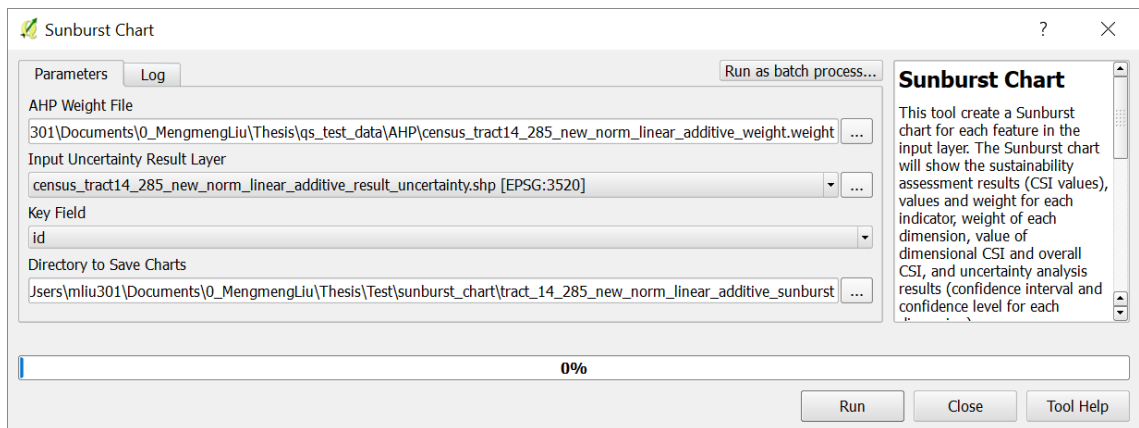 Sunburst Chart
?
Parameters
Log
Run as batch process...
AHP Weight File
301\Documents\0_MengmengLiu\Thesis\qs_test_data\AHP\census_tract14_285_new_norm_linear_additive_weight.weight
...
Input Uncertainty Result Layer
census_tract14_285_new_norm_linear_additive_result_uncertainty.shp [EPSG:3520]
...
Key Field
id
Directory to Save Charts
Jsers\mliu301\Documents\0_MengmengLiu\Thesis\Test\sunburst_chart\tract_14_285_new_norm_linear_additive_sunburst
...
Sunburst Chart
This tool create a Sunburst
chart for each feature in the
input layer. The Sunburst chart
will show the sustainability
assessment results (CSI values),
values and weight for each
indicator, weight of each
dimension, value of
dimensional CSI and overall
CSI, and uncertainty analysis
results (confidence interval and
confidence level for each
0%
Run
Close
Tool Help